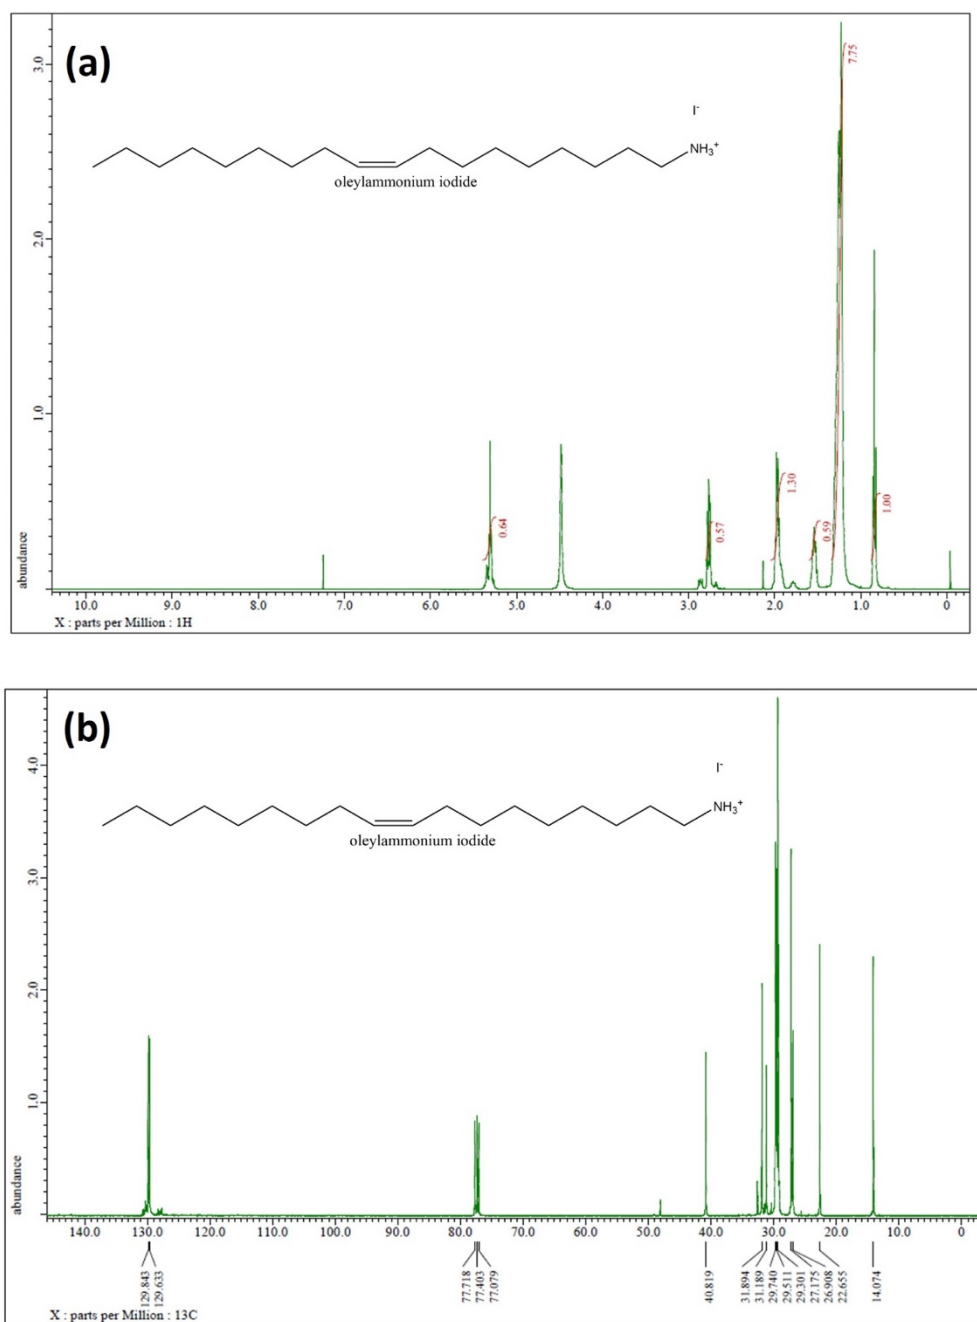 (a)
3.0
2.0
1.0
abundance
I⁻
NH₃⁺
oleylammonium iodide
0.64
0.57
1.30
0.59
7.75
1.00
10.0 9.0 8.0 7.0 6.0 5.0 4.0 3.0 2.0 1.0 0
X : parts per Million : 1H
(b)
4.0
3.0
2.0
1.0
abundance
I⁻
NH₃⁺
oleylammonium iodide
140.0 130.0 120.0 110.0 100.0 90.0 80.0 70.0 60.0 50.0 40.0 30.0 20.0 10.0 0
129.843
129.633
77.718
77.403
77.079
40.819
31.894
31.189
29.740
29.511
29.301
27.175
26.908
22.655
14.074
X : parts per Million : 13C